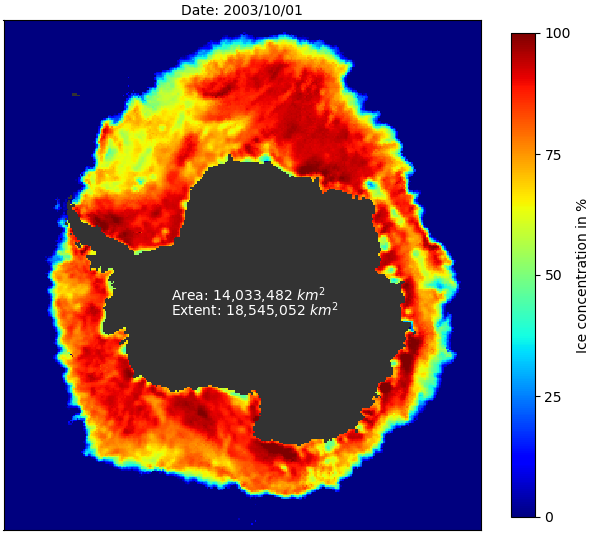 Date: 2003/10/01
100
75
50
25
0
Ice concentration in %
Area: 14,033,482 km²
Extent: 18,545,052 km²